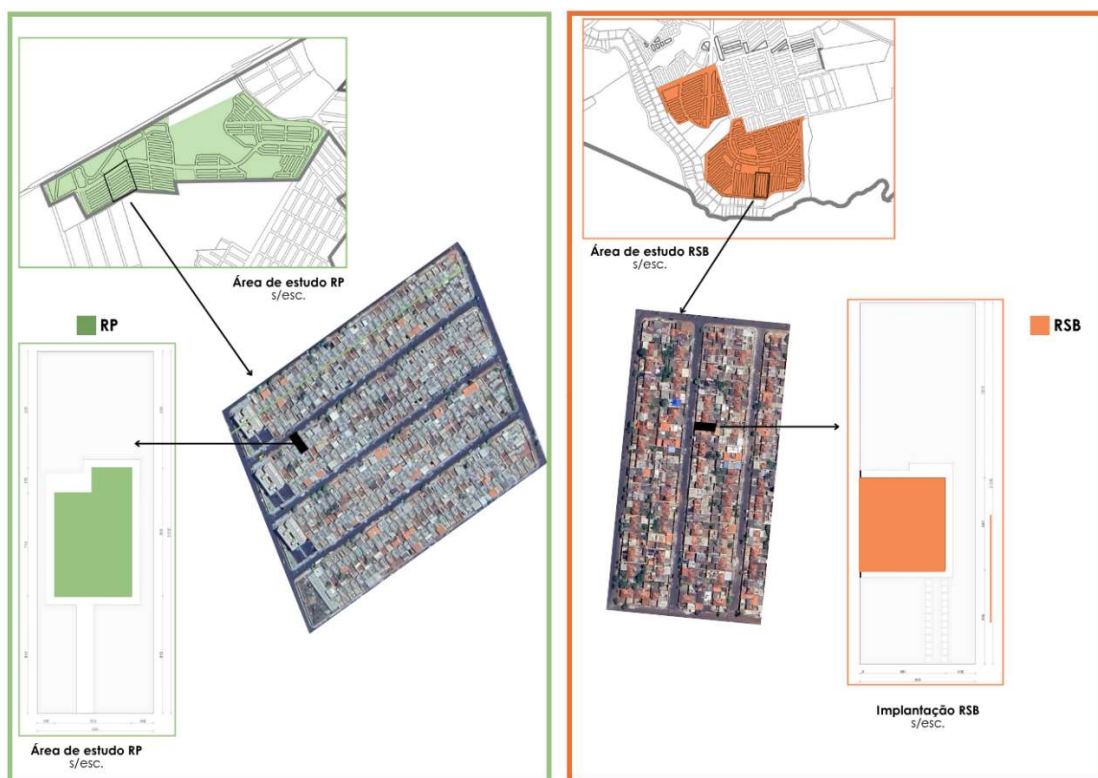 Área de estudo RP
s/esc.
RP
Área de estudo RP
s/esc.
Área de estudo RSB
s/esc.
RSB
Implantação RSB
s/esc.